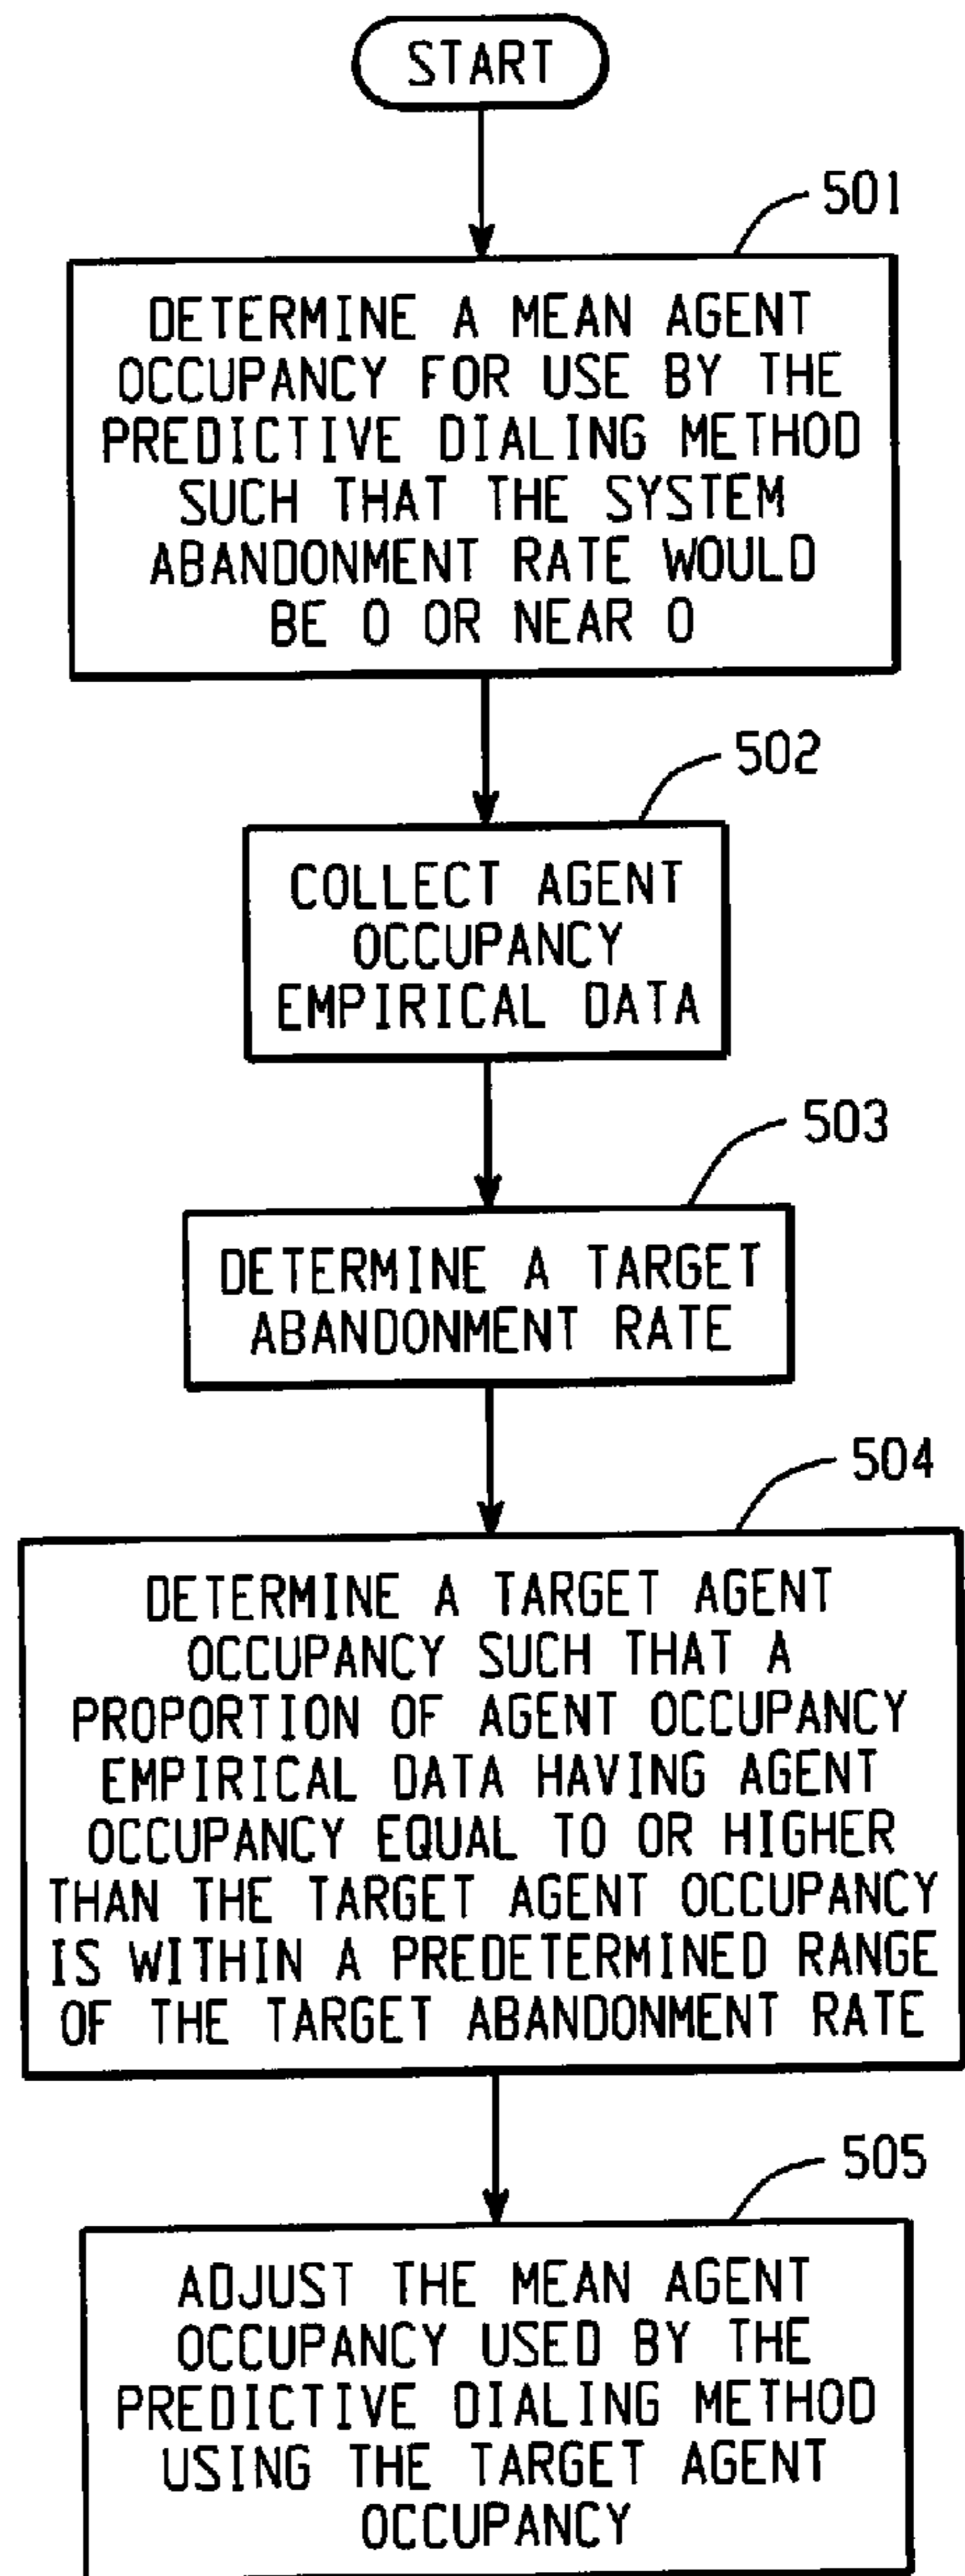 START
501
DETERMINE A MEAN AGENT
OCCUPANCY FOR USE BY THE
PREDICTIVE DIALING METHOD
SUCH THAT THE SYSTEM
ABANDONMENT RATE WOULD
BE 0 OR NEAR 0
502
COLLECT AGENT
OCCUPANCY
EMPIRICAL DATA
503
DETERMINE A TARGET
ABANDONMENT RATE
504
DETERMINE A TARGET AGENT
OCCUPANCY SUCH THAT A
PROPORTION OF AGENT OCCUPANCY
EMPIRICAL DATA HAVING AGENT
OCCUPANCY EQUAL TO OR HIGHER
THAN THE TARGET AGENT OCCUPANCY
IS WITHIN A PREDETERMINED RANGE
OF THE TARGET ABANDONMENT RATE
505
ADJUST THE MEAN AGENT
OCCUPANCY USED BY THE
PREDICTIVE DIALING METHOD
USING THE TARGET AGENT
OCCUPANCY